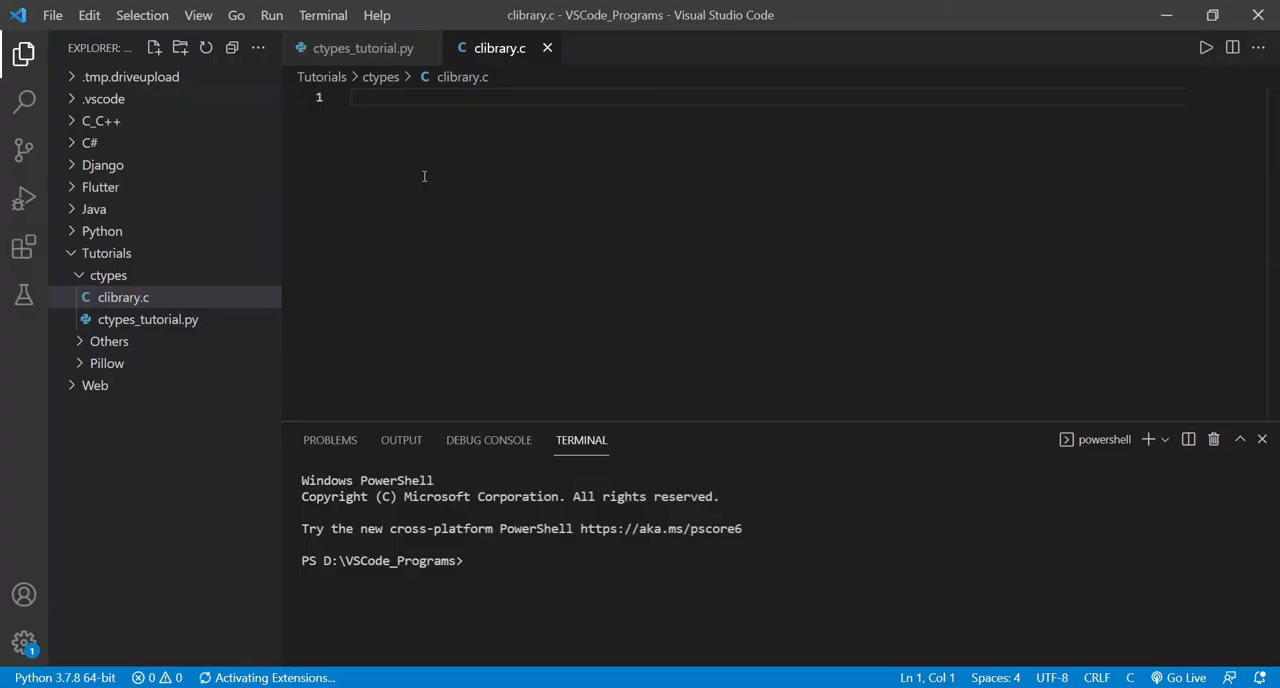 File Edit Selection View Go Run Terminal Help clibrary.c - VSCode_Programs - Visual Studio Code
EXPLORER: ...
ctypes_tutorial.py
clibrary.c
Tutorials > ctypes > clibrary.c
1
.tmp.driveupload
.vscode
C_C++
C#
Django
Flutter
Java
Python
Tutorials
ctypes
clibrary.c
ctypes_tutorial.py
Others
Pillow
Web
PROBLEMS OUTPUT DEBUG CONSOLE TERMINAL powershell
Windows PowerShell
Copyright (C) Microsoft Corporation. All rights reserved.
Try the new cross-platform PowerShell https://aka.ms/pscore6
PS D:\VSCode_Programs>
1
Python 3.7.8 64-bit 0 0 Activating Extensions... Ln 1, Col 1 Spaces: 4 UTF-8 CRLF C Go Live